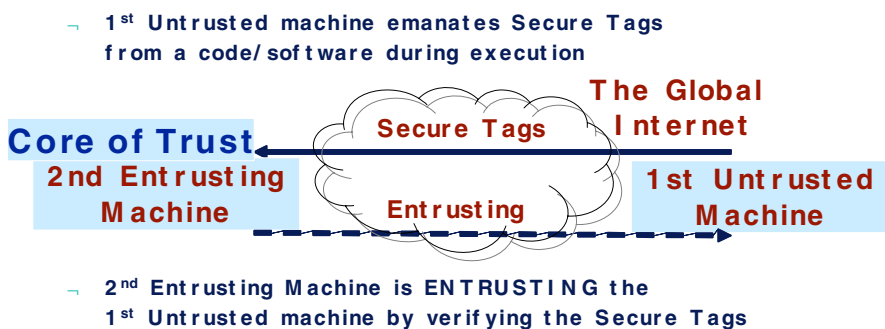 ¬ 1st Untrusted machine emanates Secure Tags
from a code/software during execution
The Global
Internet
Secure Tags
Core of Trust
2nd Entrusting
Machine
1st Untrusted
Machine
Entrusting
¬ 2nd Entrusting Machine is ENTRUSTING the
1st Untrusted machine by verifying the Secure Tags